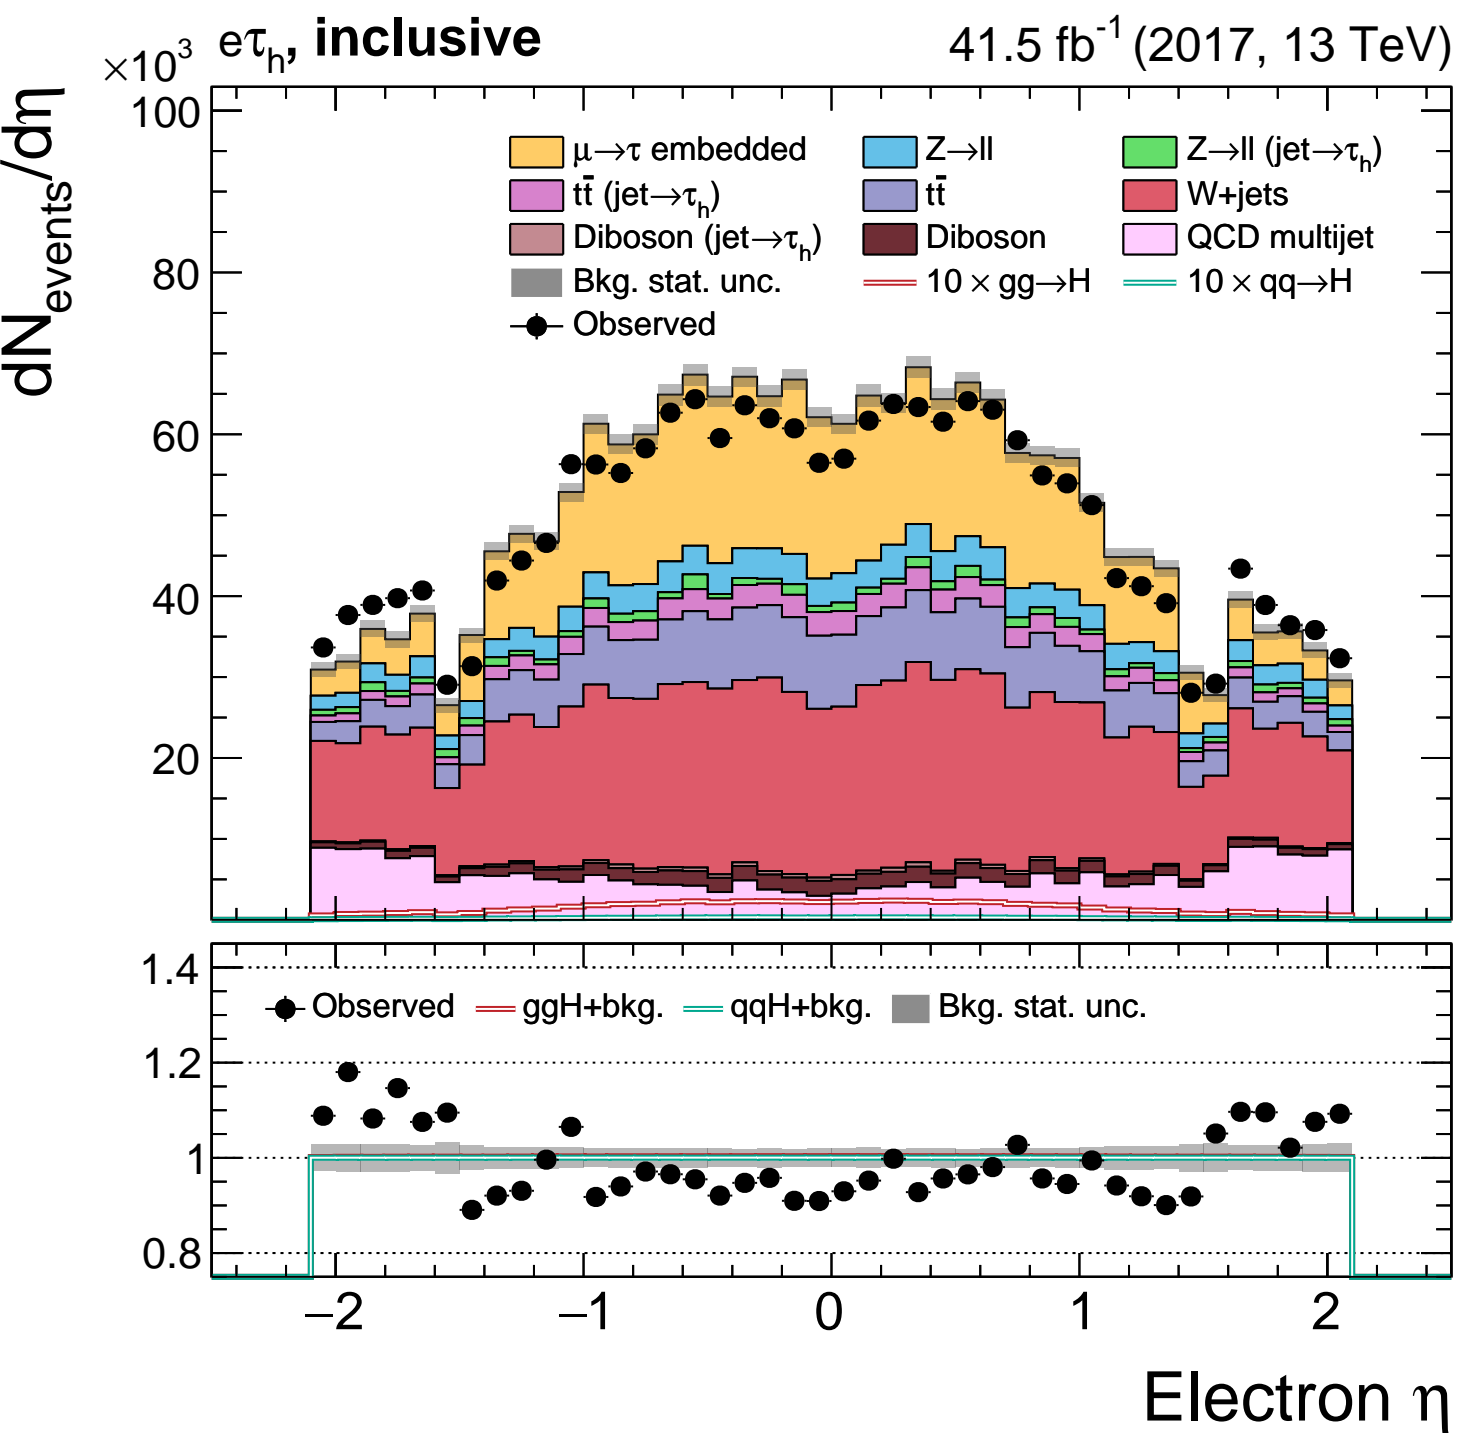 ×10³ eτₕ, inclusive 41.5 fb⁻¹ (2017, 13 TeV)
dN_events/dη
100
80
60
40
20
μ→τ embedded Z→ll Z→ll (jet→τₕ)
tt̄ (jet→τₕ) tt̄ W+jets
Diboson (jet→τₕ) Diboson QCD multijet
Bkg. stat. unc. 10 × gg→H 10 × qq→H
Observed
1.4
1.2
1
0.8
Observed ggH+bkg. qqH+bkg. Bkg. stat. unc.
−2 −1 0 1 2
Electron η